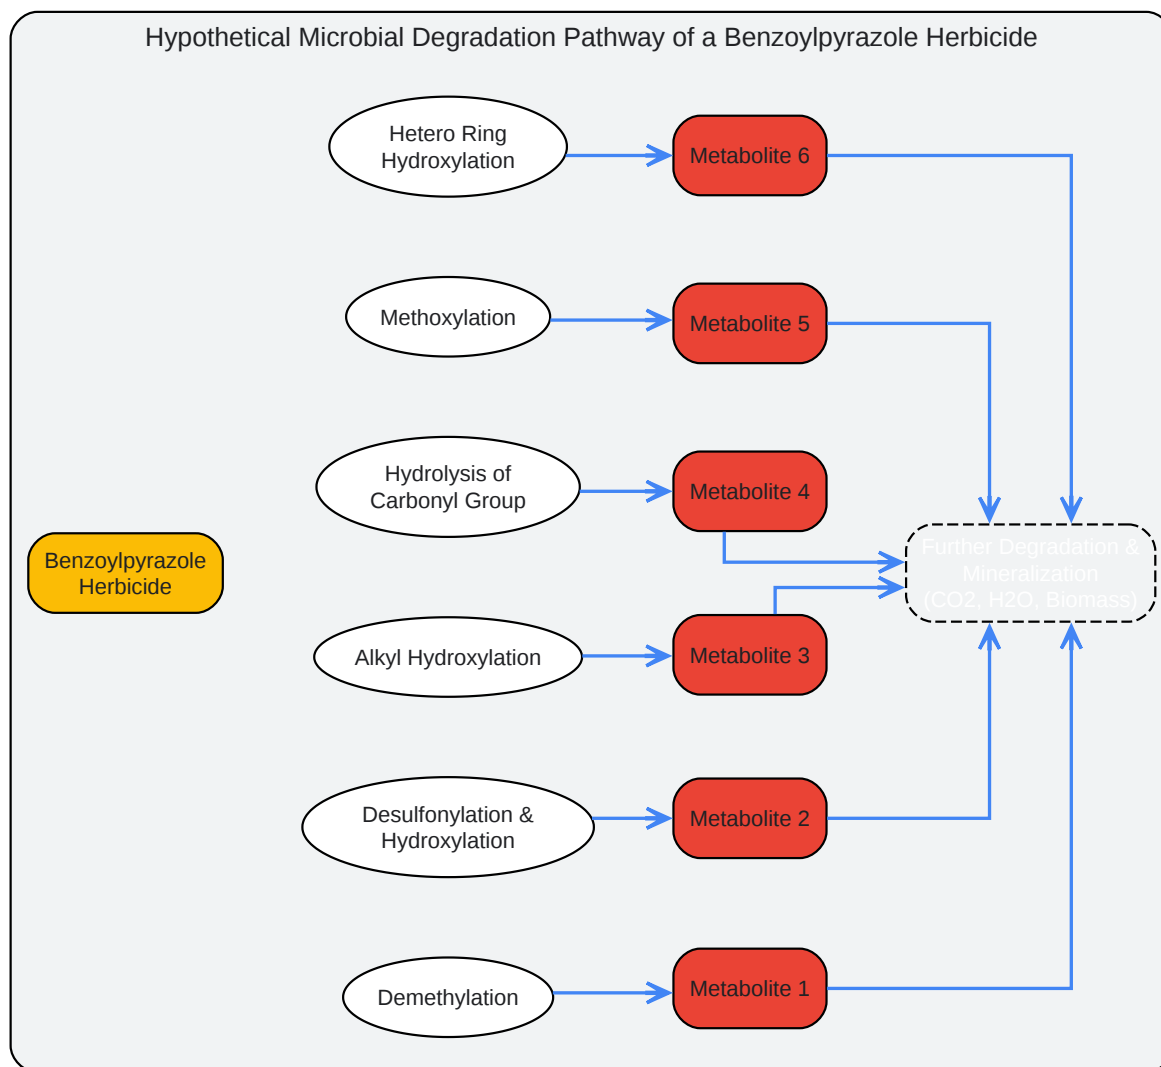 Hypothetical Microbial Degradation Pathway of a Benzoylpyrazole Herbicide
Hetero Ring
Hydroxylation
Metabolite 6
Methoxylation
Metabolite 5
Hydrolysis of
Carbonyl Group
Metabolite 4
Benzoylpyrazole
Herbicide
Further Degradation &
Mineralization
(CO2, H2O, Biomass)
Alkyl Hydroxylation
Metabolite 3
Desulfonylation &
Hydroxylation
Metabolite 2
Demethylation
Metabolite 1